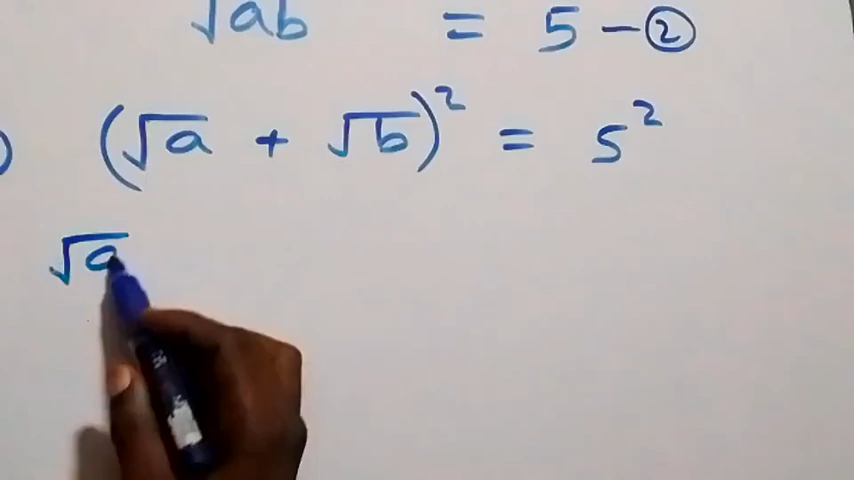 √ab = 5 - ②
) (√a + √b)² = 5²
√a